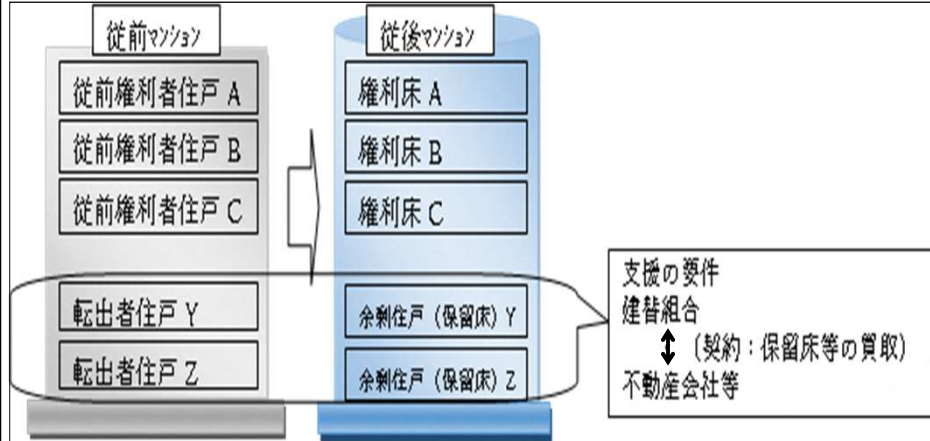 従前マンション
従前権利者住戸 A
従前権利者住戸 B
従前権利者住戸 C
転出者住戸 Y
転出者住戸 Z
従後マンション
権利床 A
権利床 B
権利床 C
余剰住戸（保留床）Y
余剰住戸（保留床）Z
支援の要件
建替組合
（契約：保留床等の買取）
不動産会社等